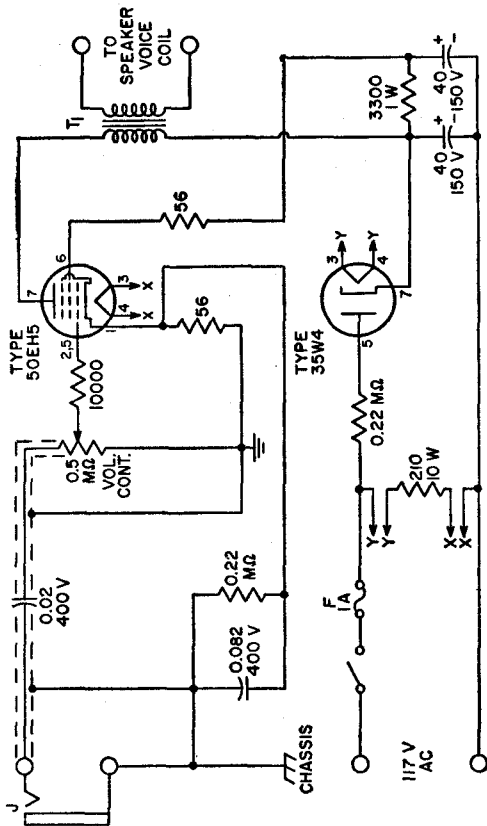 TO
SPEAKER
VOICE
COIL
T1
TYPE
50EH5
7
6
2,5
3
4
1
X
X
10000
56
56
0.5
MΩ
VOL.
CONT.
0.02
400 V
0.22
MΩ
0.082
400 V
J
CHASSIS
3300
1 W
40
150 V
+
-
40
150 V
+
-
TYPE
35W4
3
Y
4
Y
5
7
0.22 MΩ
210
10 W
Y
Y
X
X
F
1A
117 V
AC